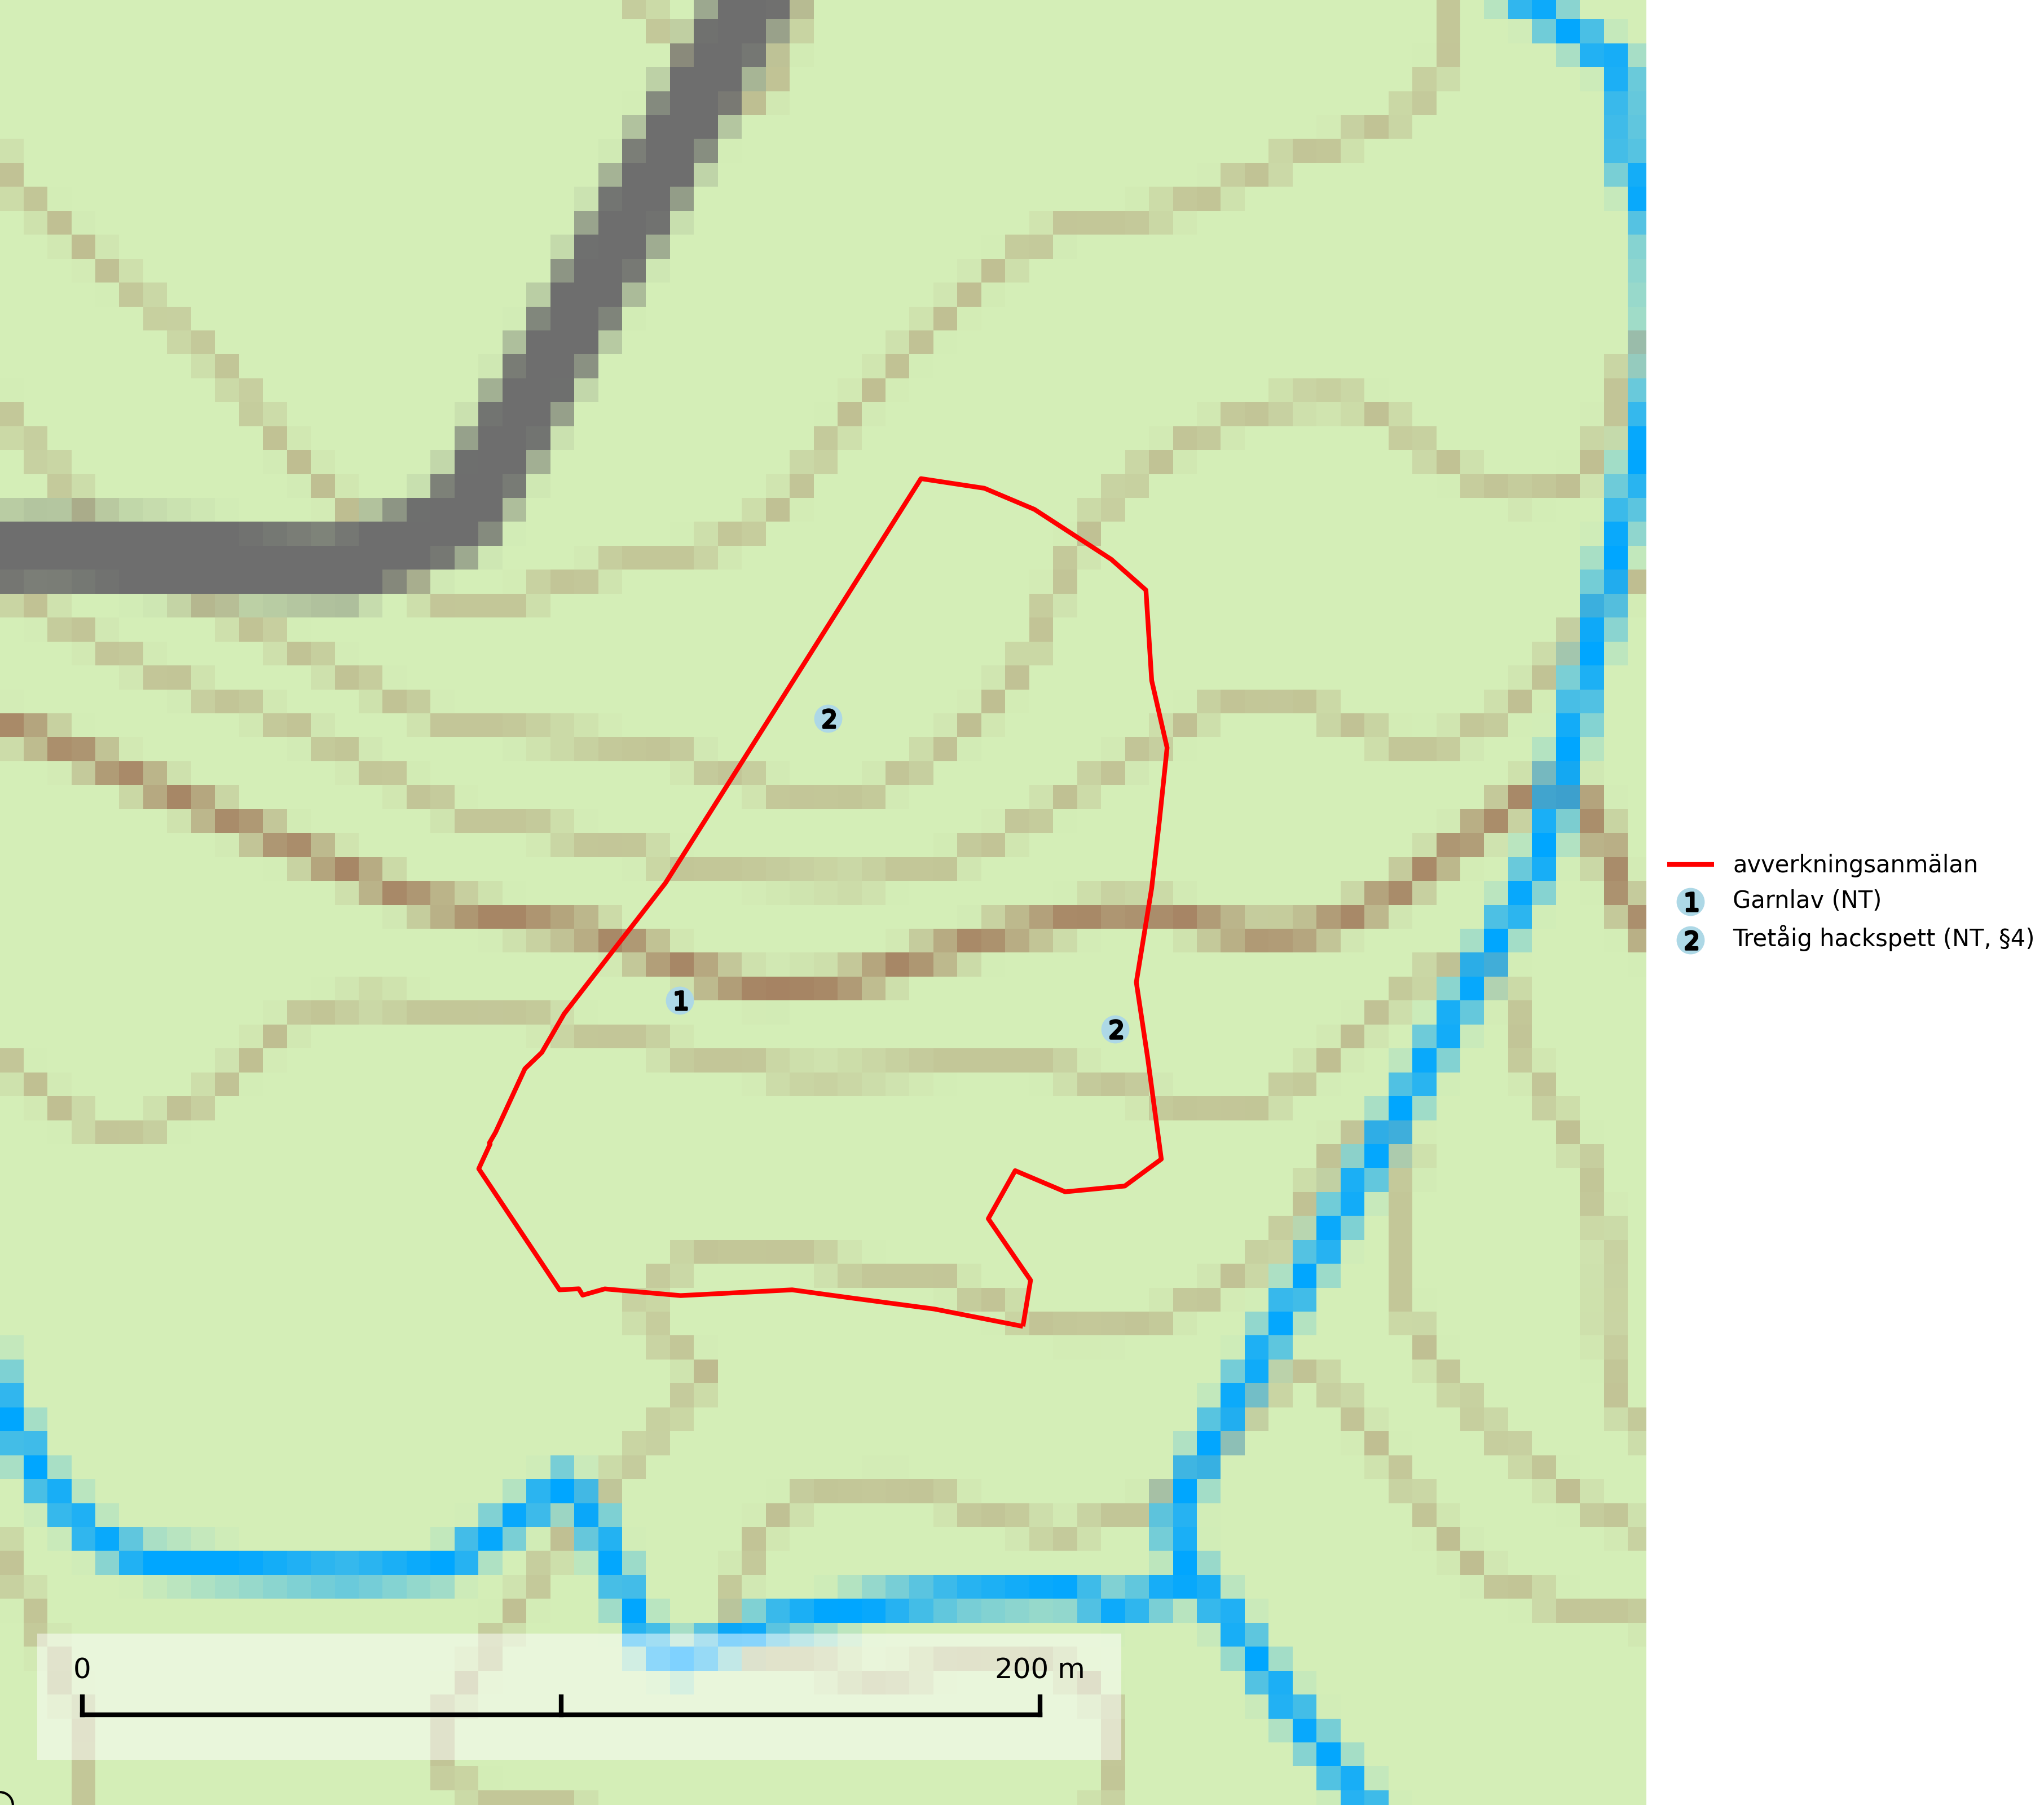 2
1
2
avverkningsanmälan
1 Garnlav (NT)
2 Tretåig hackspett (NT, §4)
0 200 m